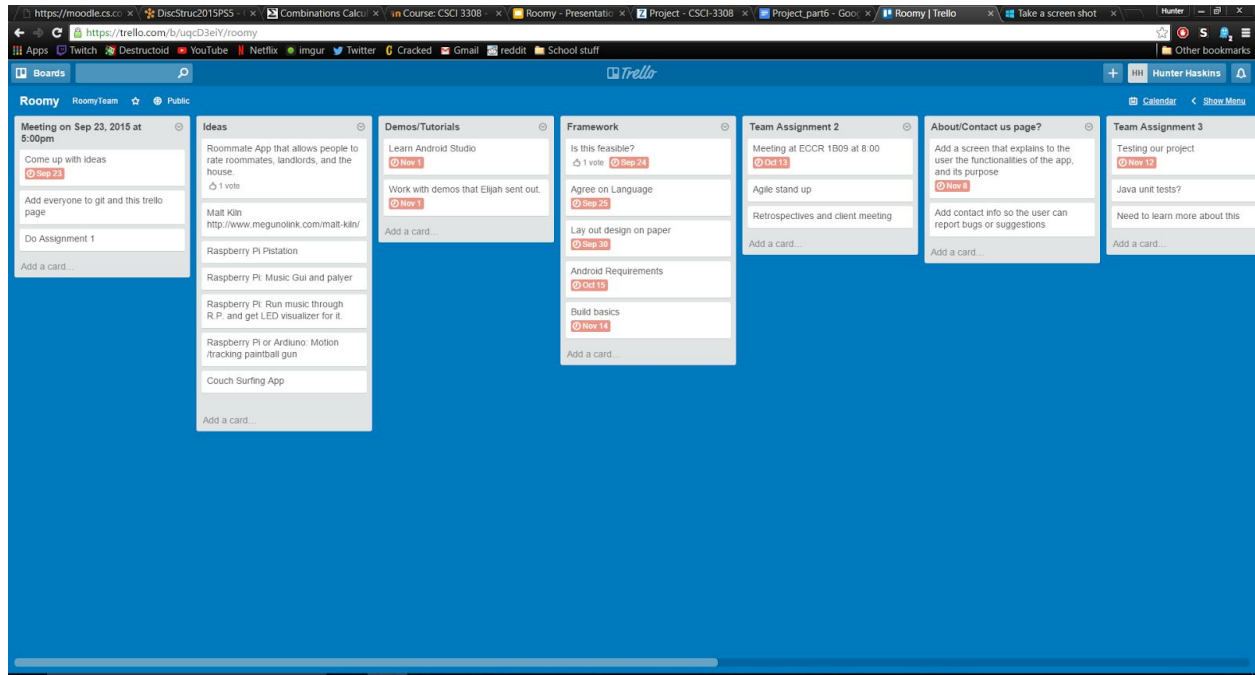 https://moodle.cs.co
DiscStruc2015PS5 -
Combinations Calcul
Course: CSCI 3308 -
Roomy - Presentatio
Project - CSCI-3308
Project_part6 - Goog
Roomy | Trello
Take a screen shot
Hunter
https://trello.com/b/uqcD3eiY/roomy
Apps
Twitch
Destructoid
YouTube
Netflix
imgur
Twitter
Cracked
Gmail
reddit
School stuff
Other bookmarks
Boards
Trello
HH
Hunter Haskins
Roomy
RoomyTeam
Public
Calendar
Show Menu
Meeting on Sep 23, 2015 at
5:00pm
Come up with ideas
Sep 23
Add everyone to git and this trello
page
Do Assignment 1
Add a card...
Ideas
Roommate App that allows people to
rate roommates, landlords, and the
house.
1 vote
Malt Kiln
http://www.megunolink.com/malt-kiln/
Raspberry Pi Pistation
Raspberry Pi: Music Gui and palyer
Raspberry Pi: Run music through
R.P. and get LED visualizer for it.
Raspberry Pi or Ardiuno: Motion
/tracking paintball gun
Couch Surfing App
Add a card...
Demos/Tutorials
Learn Android Studio
Nov 1
Work with demos that Elijah sent out.
Nov 1
Add a card...
Framework
Is this feasible?
1 vote Sep 24
Agree on Language
Sep 25
Lay out design on paper
Sep 30
Android Requirements
Oct 15
Build basics
Nov 14
Add a card...
Team Assignment 2
Meeting at ECCR 1B09 at 8:00
Oct 13
Agile stand up
Retrospectives and client meeting
Add a card...
About/Contact us page?
Add a screen that explains to the
user the functionalities of the app,
and its purpose
Nov 8
Add contact info so the user can
report bugs or suggestions
Add a card...
Team Assignment 3
Testing our project
Nov 12
Java unit tests?
Need to learn more about this
Add a card...